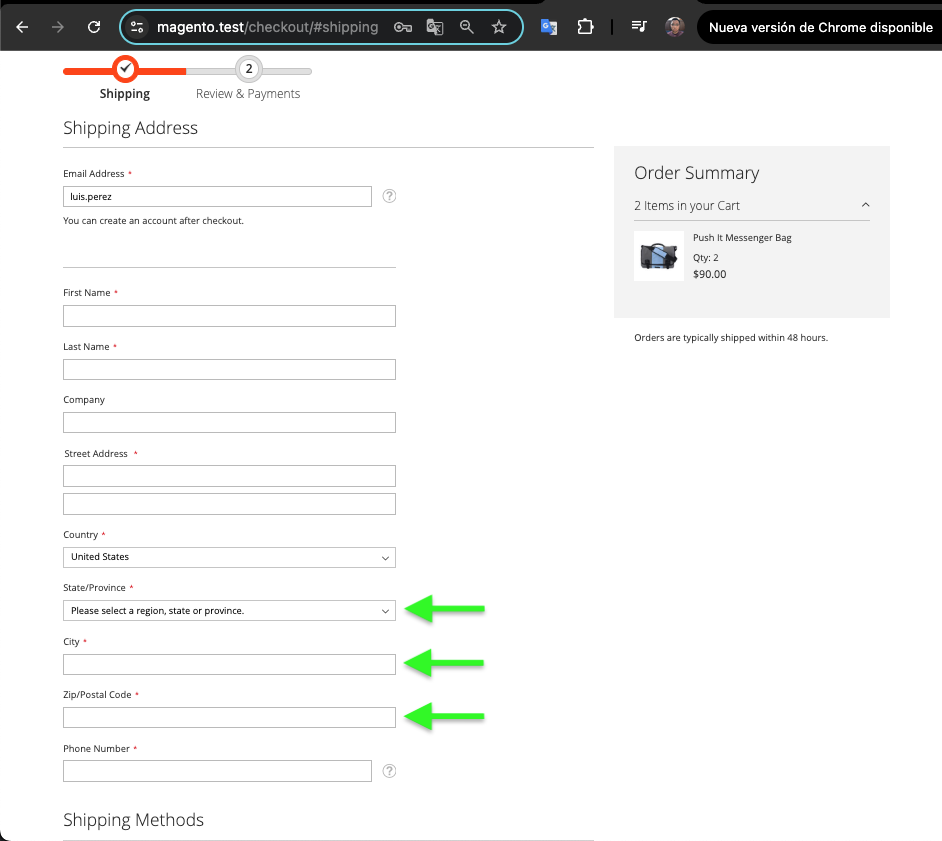 magento.test/checkout/#shipping
Nueva versión de Chrome disponible
2
Shipping
Review & Payments
Shipping Address
Email Address *
luis.perez
?
You can create an account after checkout.
First Name *
Last Name *
Company
Street Address *
Country *
United States
State/Province *
Please select a region, state or province.
City *
Zip/Postal Code *
Phone Number *
?
Shipping Methods
Order Summary
2 Items in your Cart
Push It Messenger Bag
Qty: 2
$90.00
Orders are typically shipped within 48 hours.